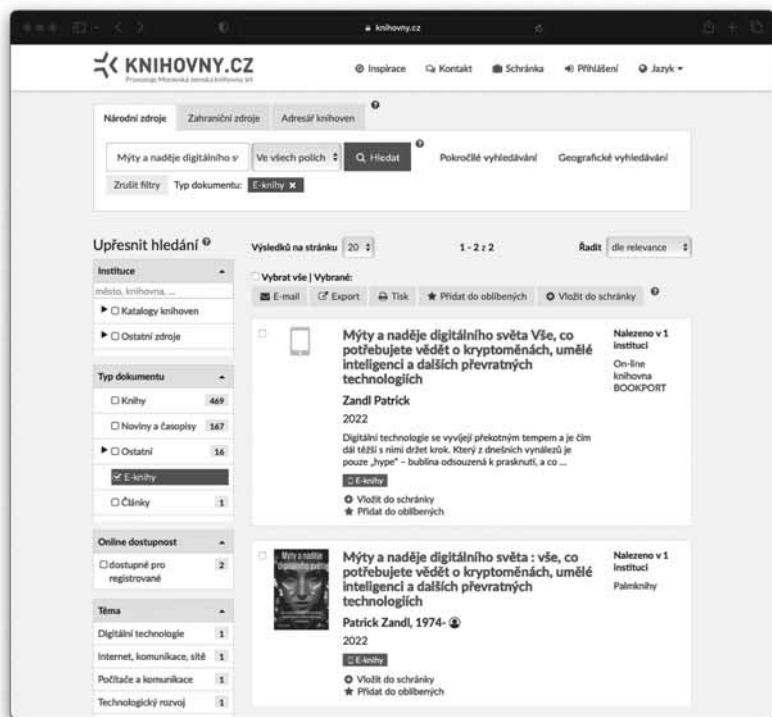 knihovny.cz
KNIHOVNY.CZ
Provozuje Moravská zemská knihovna
Inspirace
Kontakt
Schránka
Přihlášení
Jazyk
Národní zdroje
Zahraniční zdroje
Adresář knihoven
Mýty a naděje digitálního sv
Ve všech polích
Hledat
Pokročilé vyhledávání
Geografické vyhledávání
Zrušit filtry
Typ dokumentu:
E-knihy
Upřesnit hledání
Výsledků na stránku 20
1 - 2 z 2
Řadit dle relevance
Instituce
město, knihovna, ...
Katalogy knihoven
Ostatní zdroje
Typ dokumentu
Knihy 469
Noviny a časopisy 167
Ostatní 16
E-knihy
Články 1
Online dostupnost
dostupné pro 2
registrované
Téma
Digitální technologie 1
Internet, komunikace, sítě 1
Počítače a komunikace 1
Technologický rozvoj 1
Vybrat vše | Vybrané:
E-mail
Export
Tisk
Přidat do oblíbených
Vložit do schránky
Mýty a naděje digitálního světa Vše, co
potřebujete vědět o kryptoměnách, umělé
inteligenci a dalších převratných
technologiích
Zandl Patrick
2022
Digitální technologie se vyvíjejí překotným tempem a je čím
dál těžší s nimi držet krok. Který z dnešních vynálezů je
pouze „hype" – bublina odsouzená k prasknutí, a co ...
E-knihy
Vložit do schránky
Přidat do oblíbených
Nalezeno v 1
instituci
On-line
knihovna
BOOKPORT
Mýty a naděje
digitálního světa
Mýty a naděje digitálního světa : vše, co
potřebujete vědět o kryptoměnách, umělé
inteligenci a dalších převratných
technologiích
Patrick Zandl, 1974-
2022
E-knihy
Vložit do schránky
Přidat do oblíbených
Nalezeno v 1
instituci
Palmknihy